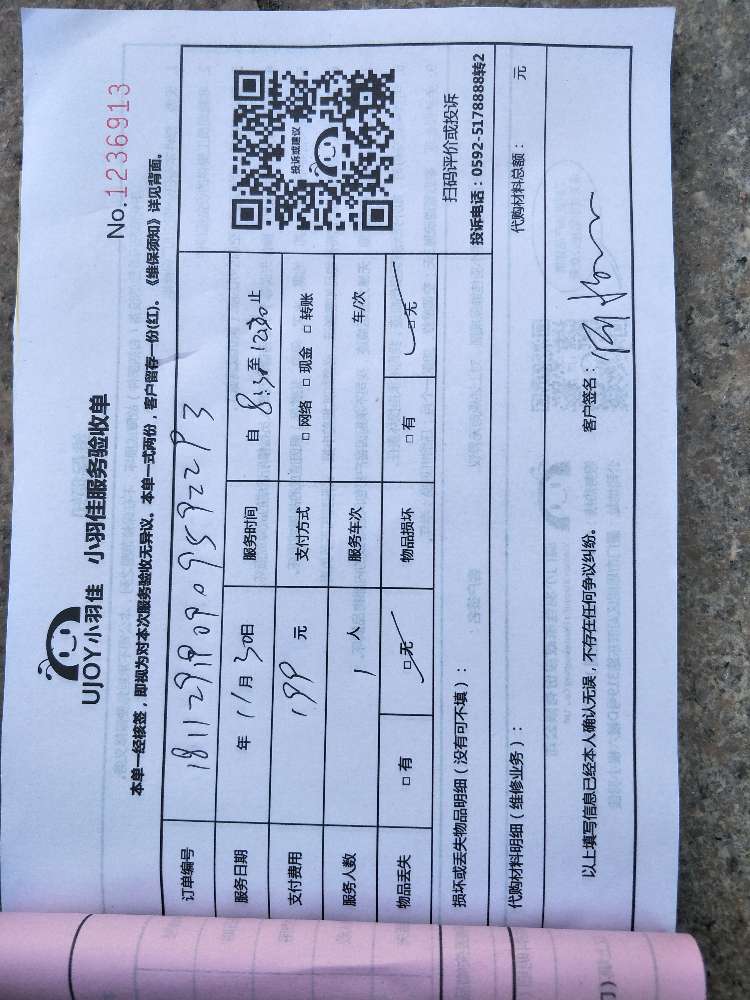 UJOY小羽佳 小羽佳服务验收单
No.1236913
本单一经核签，即视为对本次服务验收无异议。本单一式两份，客户留存一份(红)。《维保须知》详见背面。
订单编号
服务日期 年 11月30日 服务时间 自 8:30至12:30止
支付费用 199 元 支付方式 □网络 □现金 □转账
服务人数 1 人 服务车次 车/次
物品丢失 □有 □无 物品损坏 □有 □无
投诉或建议
扫码评价或投诉
投诉电话：0592-5178888转2
损坏或丢失物品明细（没有可不填）：
代购材料明细（维修业务）： 代购材料总额： 元
以上填写信息已经本人确认无误，不存在任何争议纠纷。 客户签名：